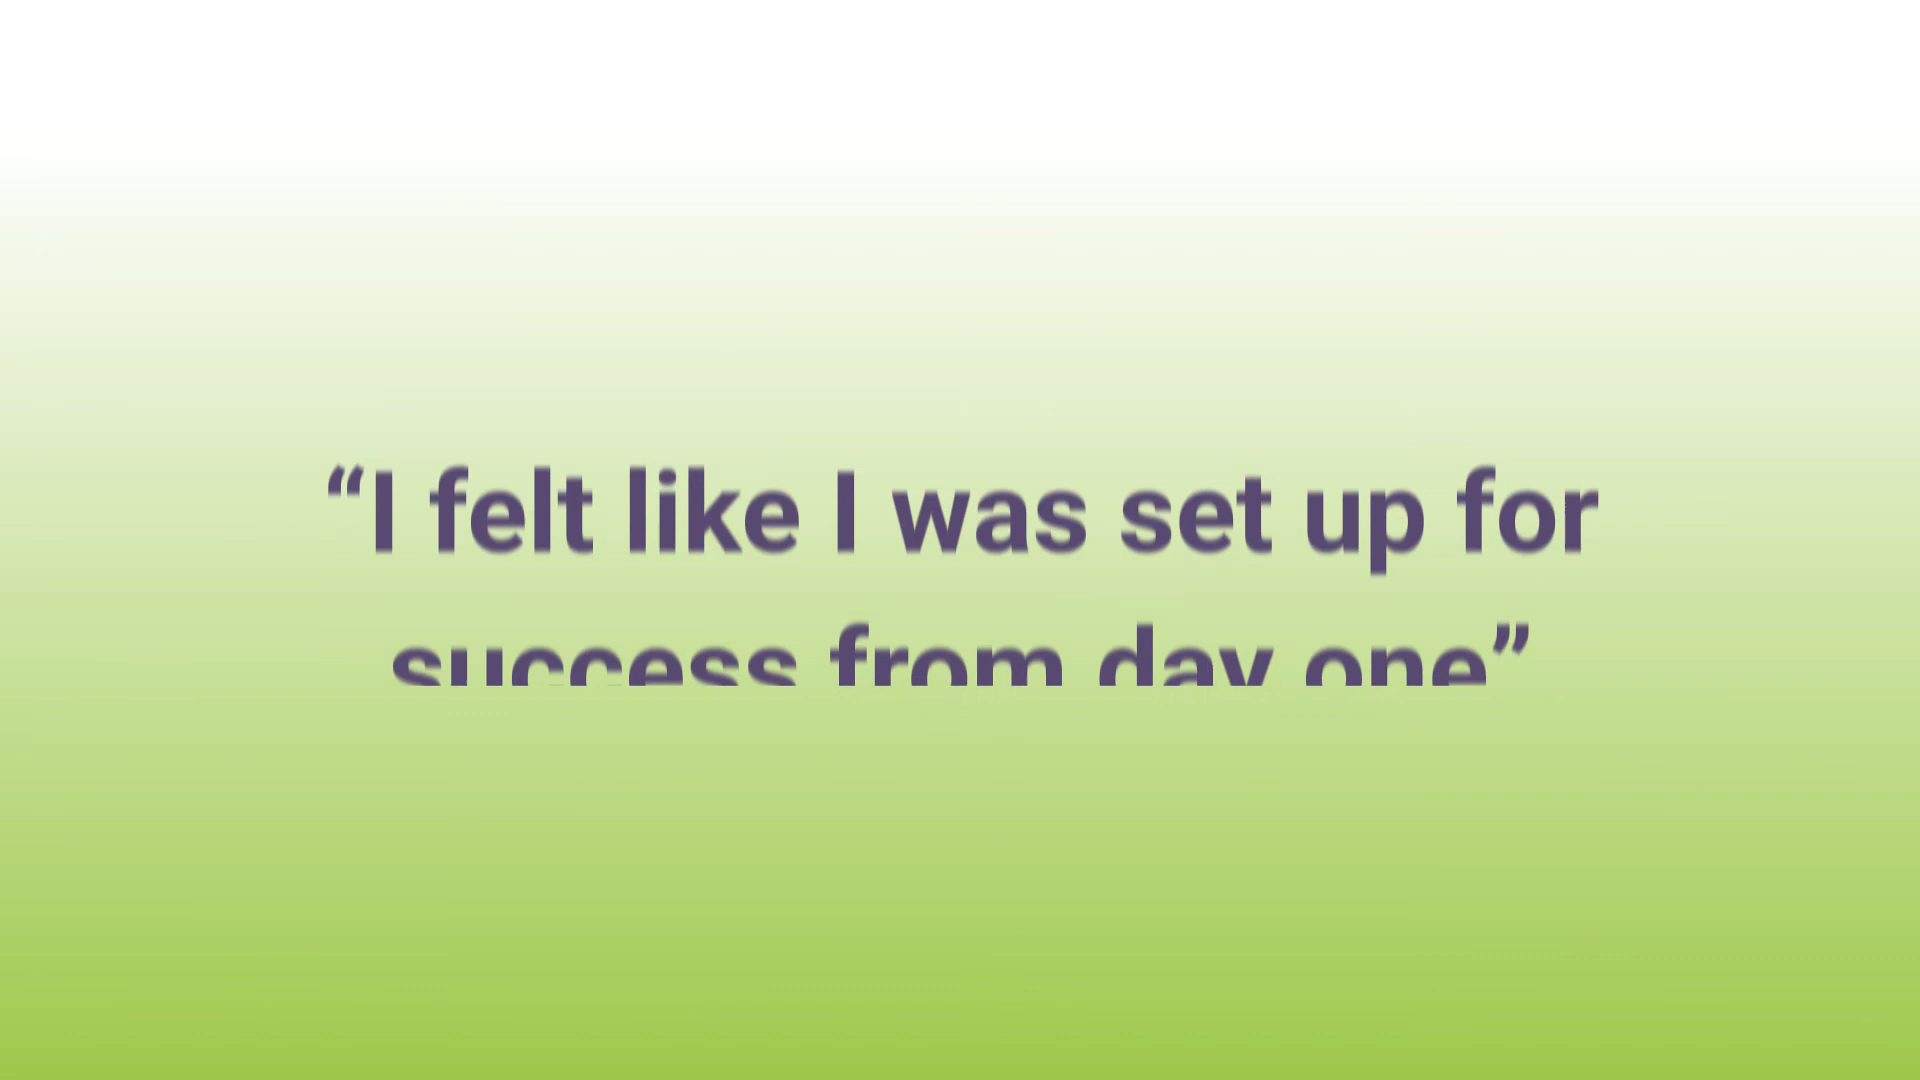 “I felt like I was set up for
success from day one”